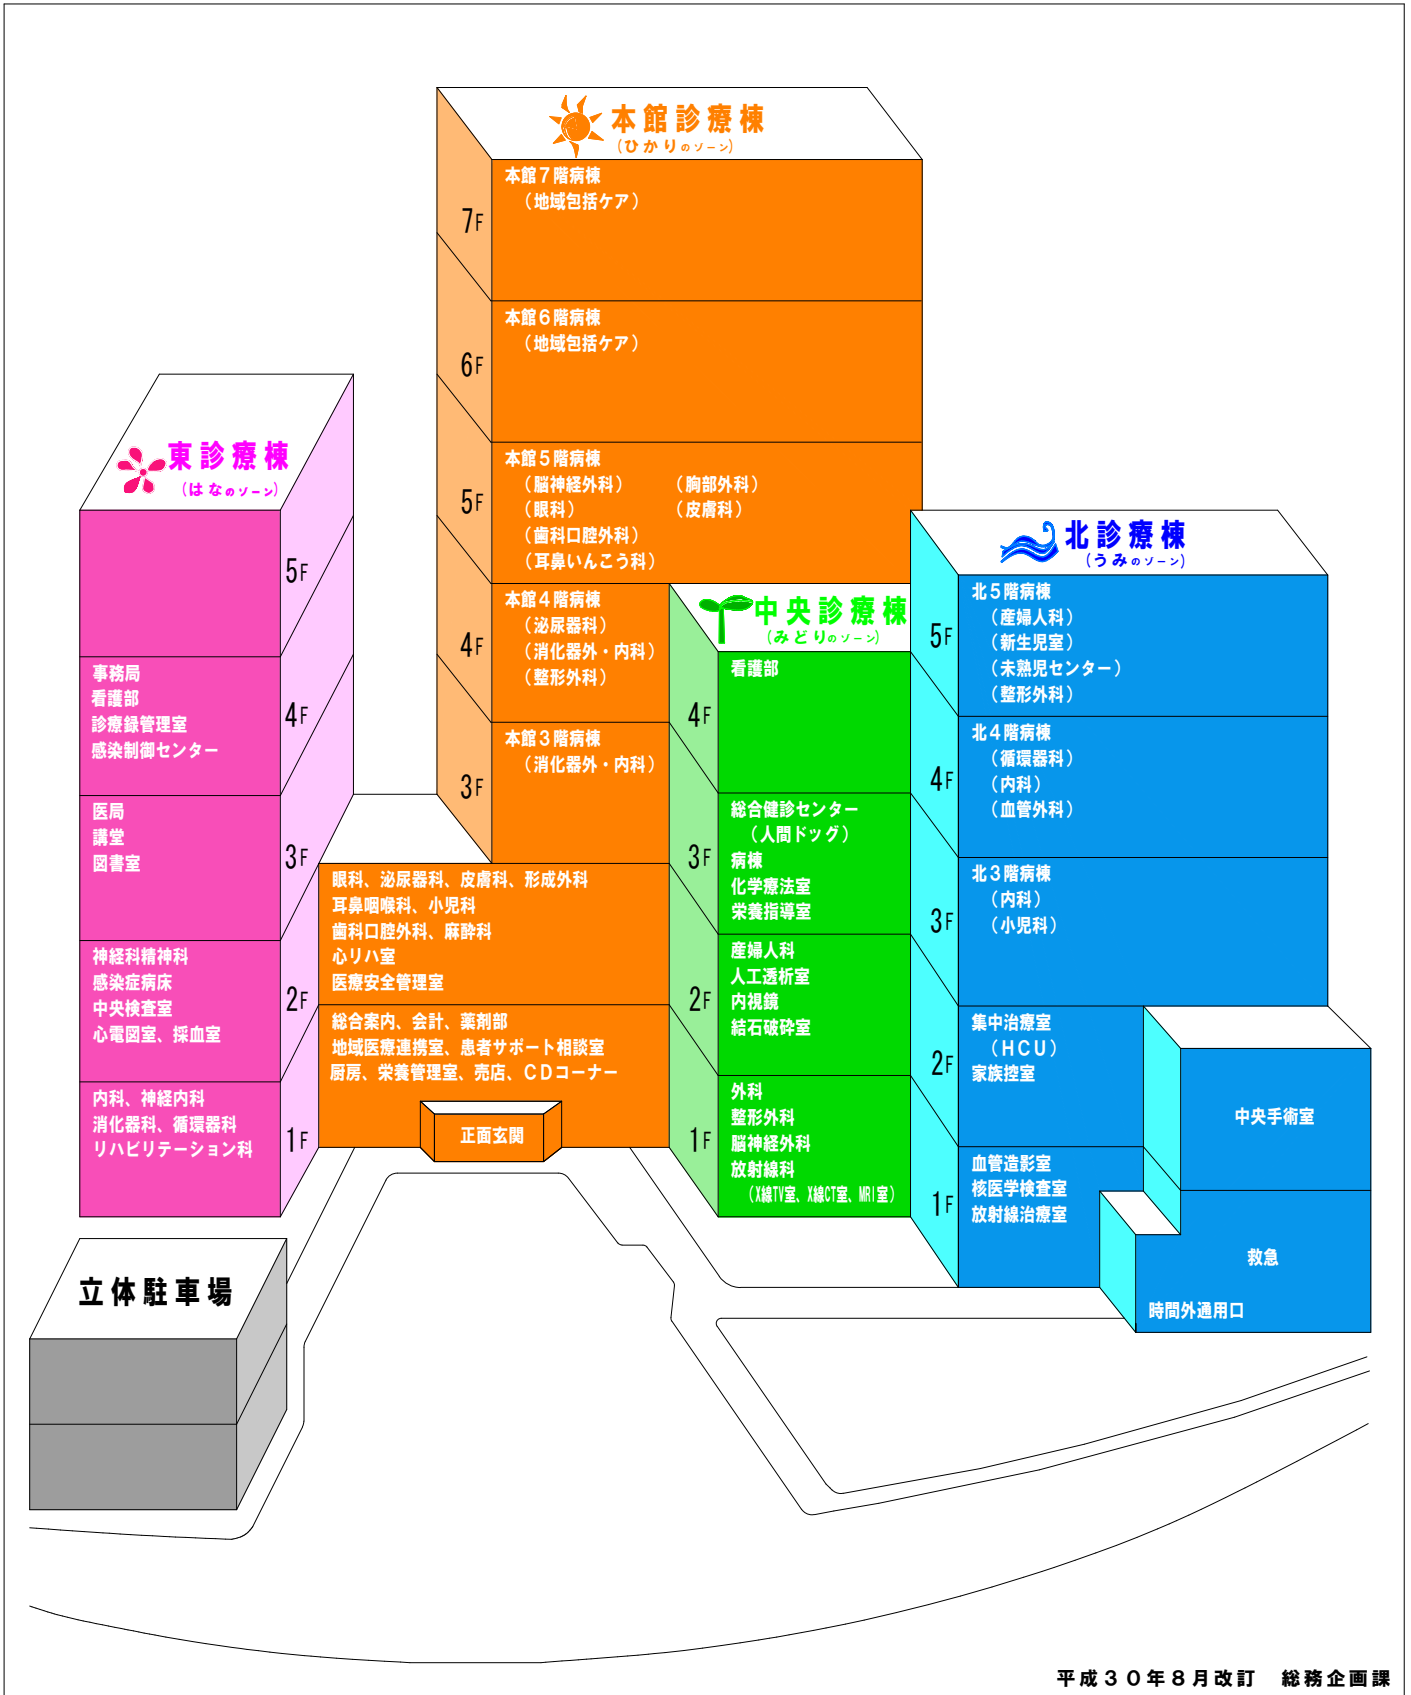 本館診療棟
(ひかりのゾーン)
7F
本館7階病棟
（地域包括ケア）
6F
本館6階病棟
（地域包括ケア）
5F
本館5階病棟
（脳神経外科） （胸部外科）
（眼科） （皮膚科）
（歯科口腔外科）
（耳鼻いんこう科）
4F
本館4階病棟
（泌尿器科）
（消化器外・内科）
（整形外科）
3F
本館3階病棟
（消化器外・内科）
眼科、泌尿器科、皮膚科、形成外科
耳鼻咽喉科、小児科
歯科口腔外科、麻酔科
心リハ室
医療安全管理室
総合案内、会計、薬剤部
地域医療連携室、患者サポート相談室
厨房、栄養管理室、売店、CDコーナー
正面玄関
東診療棟
(はなのゾーン)
5F
事務局
看護部
診療録管理室
感染制御センター
4F
医局
講堂
図書室
3F
神経科精神科
感染症病床
中央検査室
心電図室、採血室
2F
内科、神経内科
消化器科、循環器科
リハビリテーション科
1F
中央診療棟
(みどりのゾーン)
4F
看護部
3F
総合健診センター
（人間ドッグ）
病棟
化学療法室
栄養指導室
2F
産婦人科
人工透析室
内視鏡
結石破砕室
1F
外科
整形外科
脳神経外科
放射線科
（X線TV室、X線CT室、MRI室）
北診療棟
(うみのゾーン)
5F
北5階病棟
（産婦人科）
（新生児室）
（未熟児センター）
（整形外科）
4F
北4階病棟
（循環器科）
（内科）
（血管外科）
3F
北3階病棟
（内科）
（小児科）
2F
集中治療室
（HCU）
家族控室
中央手術室
1F
血管造影室
核医学検査室
放射線治療室
救急
時間外通用口
立体駐車場
平成30年8月改訂 総務企画課